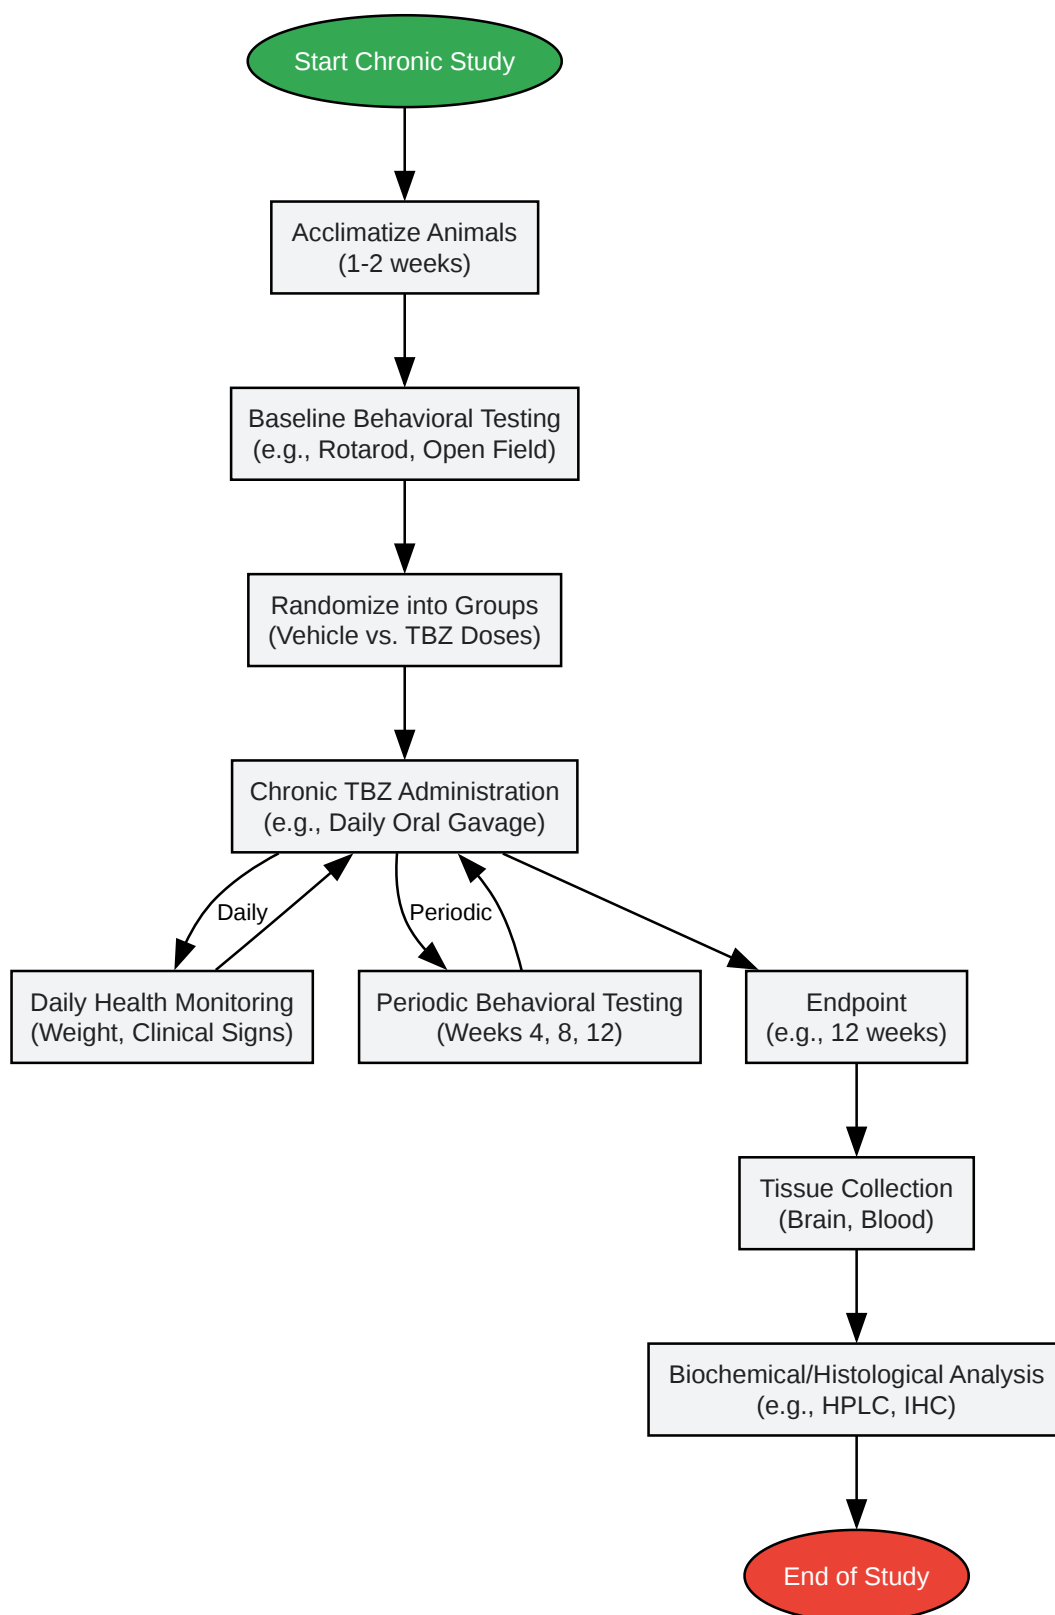 Start Chronic Study
Acclimatize Animals
(1-2 weeks)
Baseline Behavioral Testing
(e.g., Rotarod, Open Field)
Randomize into Groups
(Vehicle vs. TBZ Doses)
Chronic TBZ Administration
(e.g., Daily Oral Gavage)
Daily
Periodic
Daily Health Monitoring
(Weight, Clinical Signs)
Periodic Behavioral Testing
(Weeks 4, 8, 12)
Endpoint
(e.g., 12 weeks)
Tissue Collection
(Brain, Blood)
Biochemical/Histological Analysis
(e.g., HPLC, IHC)
End of Study